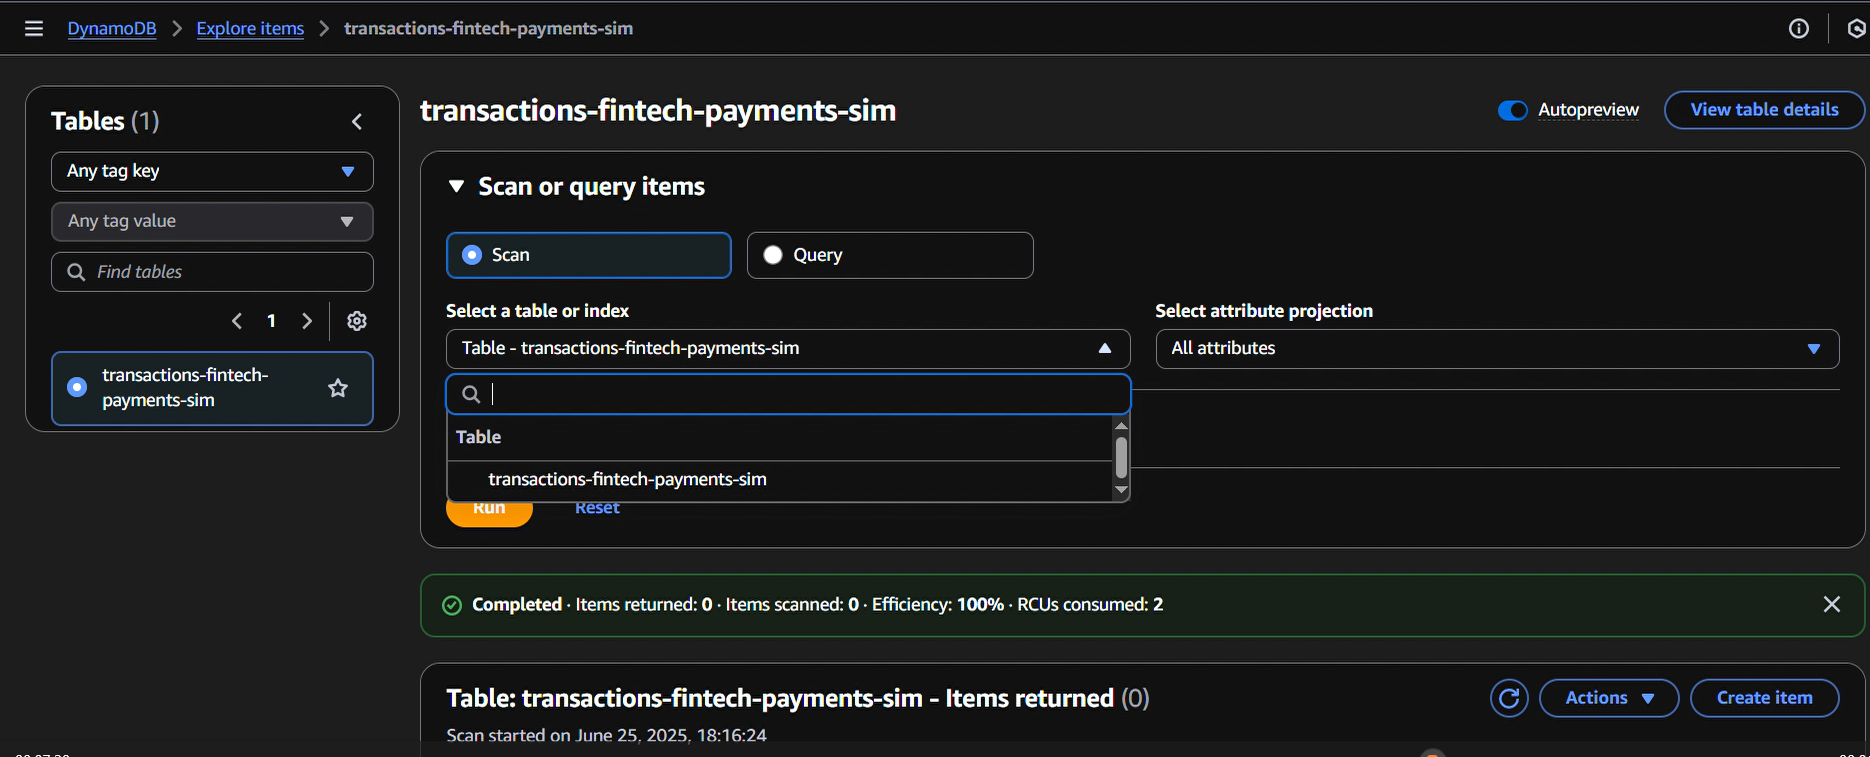 DynamoDB > Explore items > transactions-fintech-payments-sim
Tables (1)
Any tag key
Any tag value
Find tables
1
transactions-fintech-
payments-sim
transactions-fintech-payments-sim
Autopreview
View table details
Scan or query items
Scan
Query
Select a table or index
Table - transactions-fintech-payments-sim
Select attribute projection
All attributes
Table
transactions-fintech-payments-sim
Run
Reset
Completed · Items returned: 0 · Items scanned: 0 · Efficiency: 100% · RCUs consumed: 2
Table: transactions-fintech-payments-sim - Items returned (0)
Actions
Create item
Scan started on June 25, 2025, 18:16:24